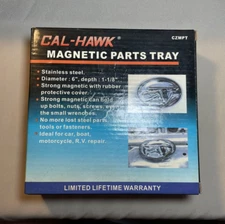 CAL-HAWK®
CZMPT
MAGNETIC PARTS TRAY
• Stainless steel.
• Diameter : 6", depth : 1-1/8"
• Strong magnetic with rubber
protective cover.
• Strong magnetic can hold
up bolts, nuts, screws, and
the small wrenches.
• No more lost steel parts,
tools or fasteners.
• Ideal for car, boat,
motorcycle, R.V. repair.
LIMITED LIFETIME WARRANTY